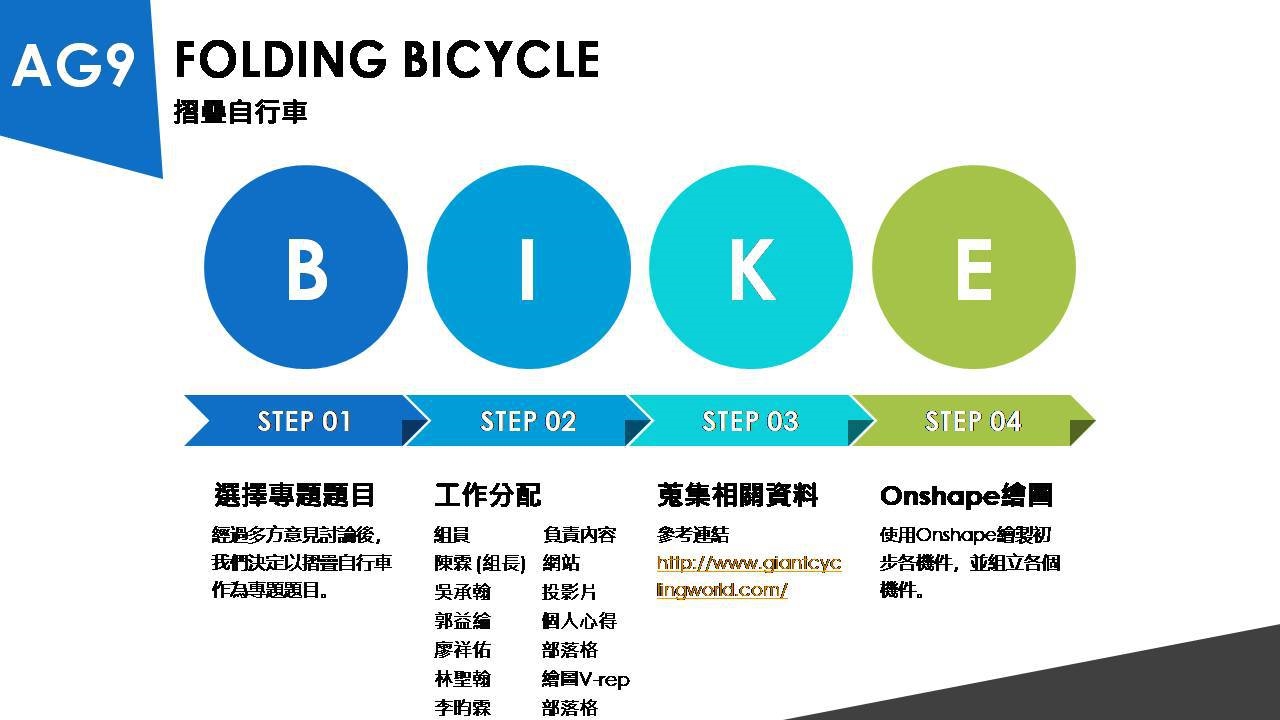 AG9
FOLDING BICYCLE
摺疊自行車
B I K E
STEP 01 STEP 02 STEP 03 STEP 04
選擇專題題目
經過多方意見討論後,
我們決定以摺疊自行車
作為專題題目。
工作分配
組員 負責內容
陳霖 (組長) 網站
吳承翰 投影片
郭益綸 個人心得
廖祥佑 部落格
林聖翰 繪圖V-rep
李昀霖 部落格
蒐集相關資料
參考連結
http://www.giantcyc
lingworld.com/
Onshape繪圖
使用Onshape繪製初
步各機件，並組立各個
機件。